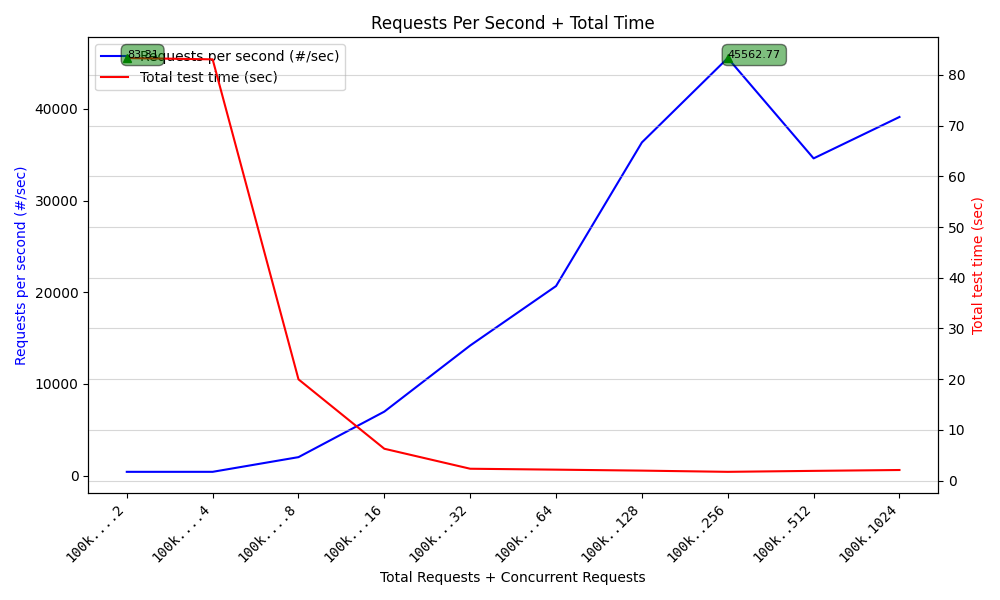 Requests Per Second + Total Time
Requests per second (#/sec)
Total test time (sec)
83.31
45562.77
40000
30000
20000
10000
0
80
70
60
50
40
30
20
10
0
Requests per second (#/sec)
Total test time (sec)
100k....2
100k....4
100k....8
100k...16
100k...32
100k...64
100k..128
100k..256
100k..512
100k.1024
Total Requests + Concurrent Requests